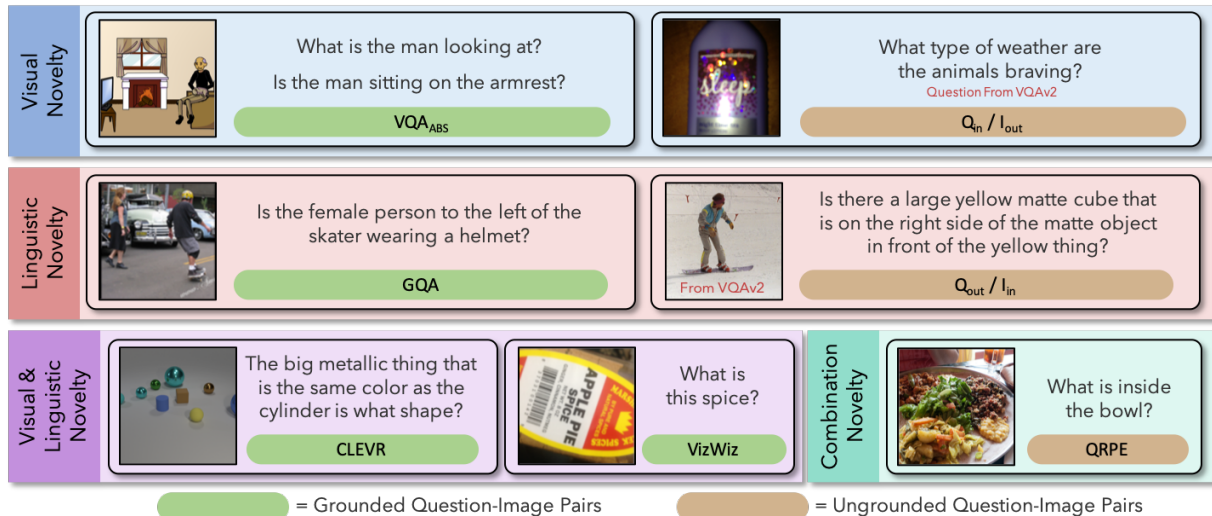 Visual
Novelty
What is the man looking at?
Is the man sitting on the armrest?
VQA_ABS
sleep
What type of weather are
the animals braving?
Question From VQAv2
Q_in / I_out
Linguistic
Novelty
Is the female person to the left of the
skater wearing a helmet?
GQA
From VQAv2
Is there a large yellow matte cube that
is on the right side of the matte object
in front of the yellow thing?
Q_out / I_in
Visual &
Linguistic
Novelty
The big metallic thing that
is the same color as the
cylinder is what shape?
CLEVR
APPLE PIE
SPICE
What is
this spice?
VizWiz
Combination
Novelty
What is inside
the bowl?
QRPE
= Grounded Question-Image Pairs
= Ungrounded Question-Image Pairs